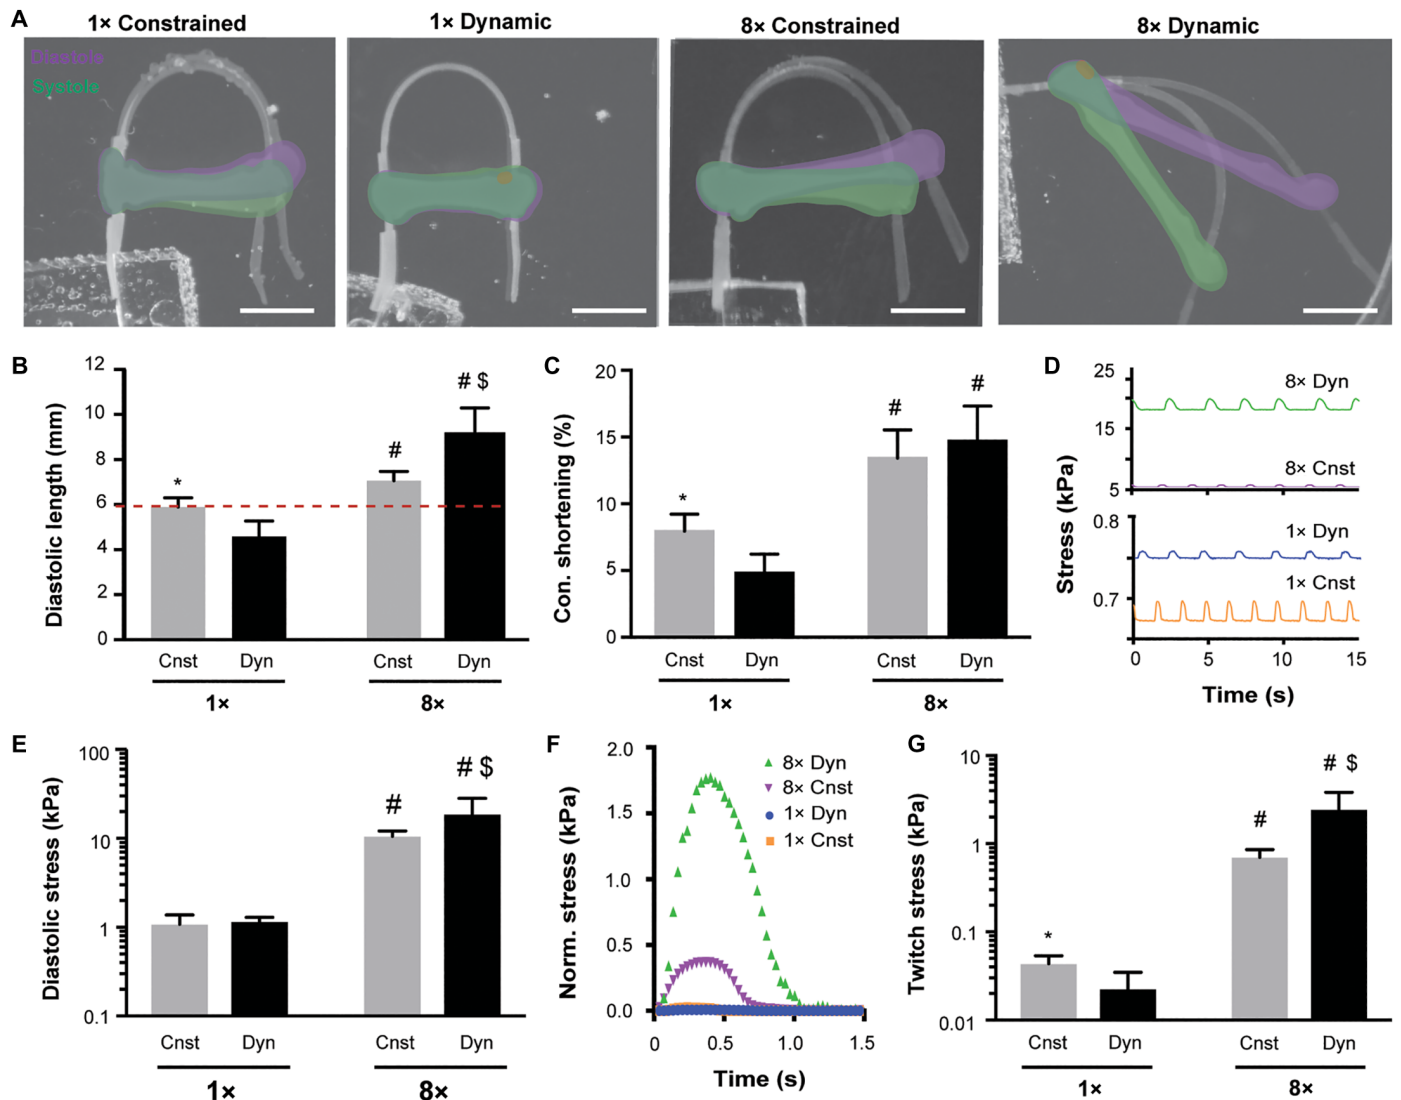 A
1× Constrained
1× Dynamic
8× Constrained
8× Dynamic
Diastole
Systole
B
Diastolic length (mm)
12
10
8
6
4
2
0
*
#
# $
Cnst Dyn Cnst Dyn
1× 8×
C
Con. shortening (%)
20
15
10
5
0
*
#
#
Cnst Dyn Cnst Dyn
1× 8×
D
Stress (kPa)
25
15
5
0.8
0.7
8× Dyn
8× Cnst
1× Dyn
1× Cnst
0 5 10 15
Time (s)
E
Diastolic stress (kPa)
100
10
1
0.1
#
# $
Cnst Dyn Cnst Dyn
1× 8×
F
Norm. stress (kPa)
2.0
1.5
1.0
0.5
0.0
8× Dyn
8× Cnst
1× Dyn
1× Cnst
0 0.5 1.0 1.5
Time (s)
G
Twitch stress (kPa)
10
1
0.1
0.01
*
#
# $
Cnst Dyn Cnst Dyn
1× 8×